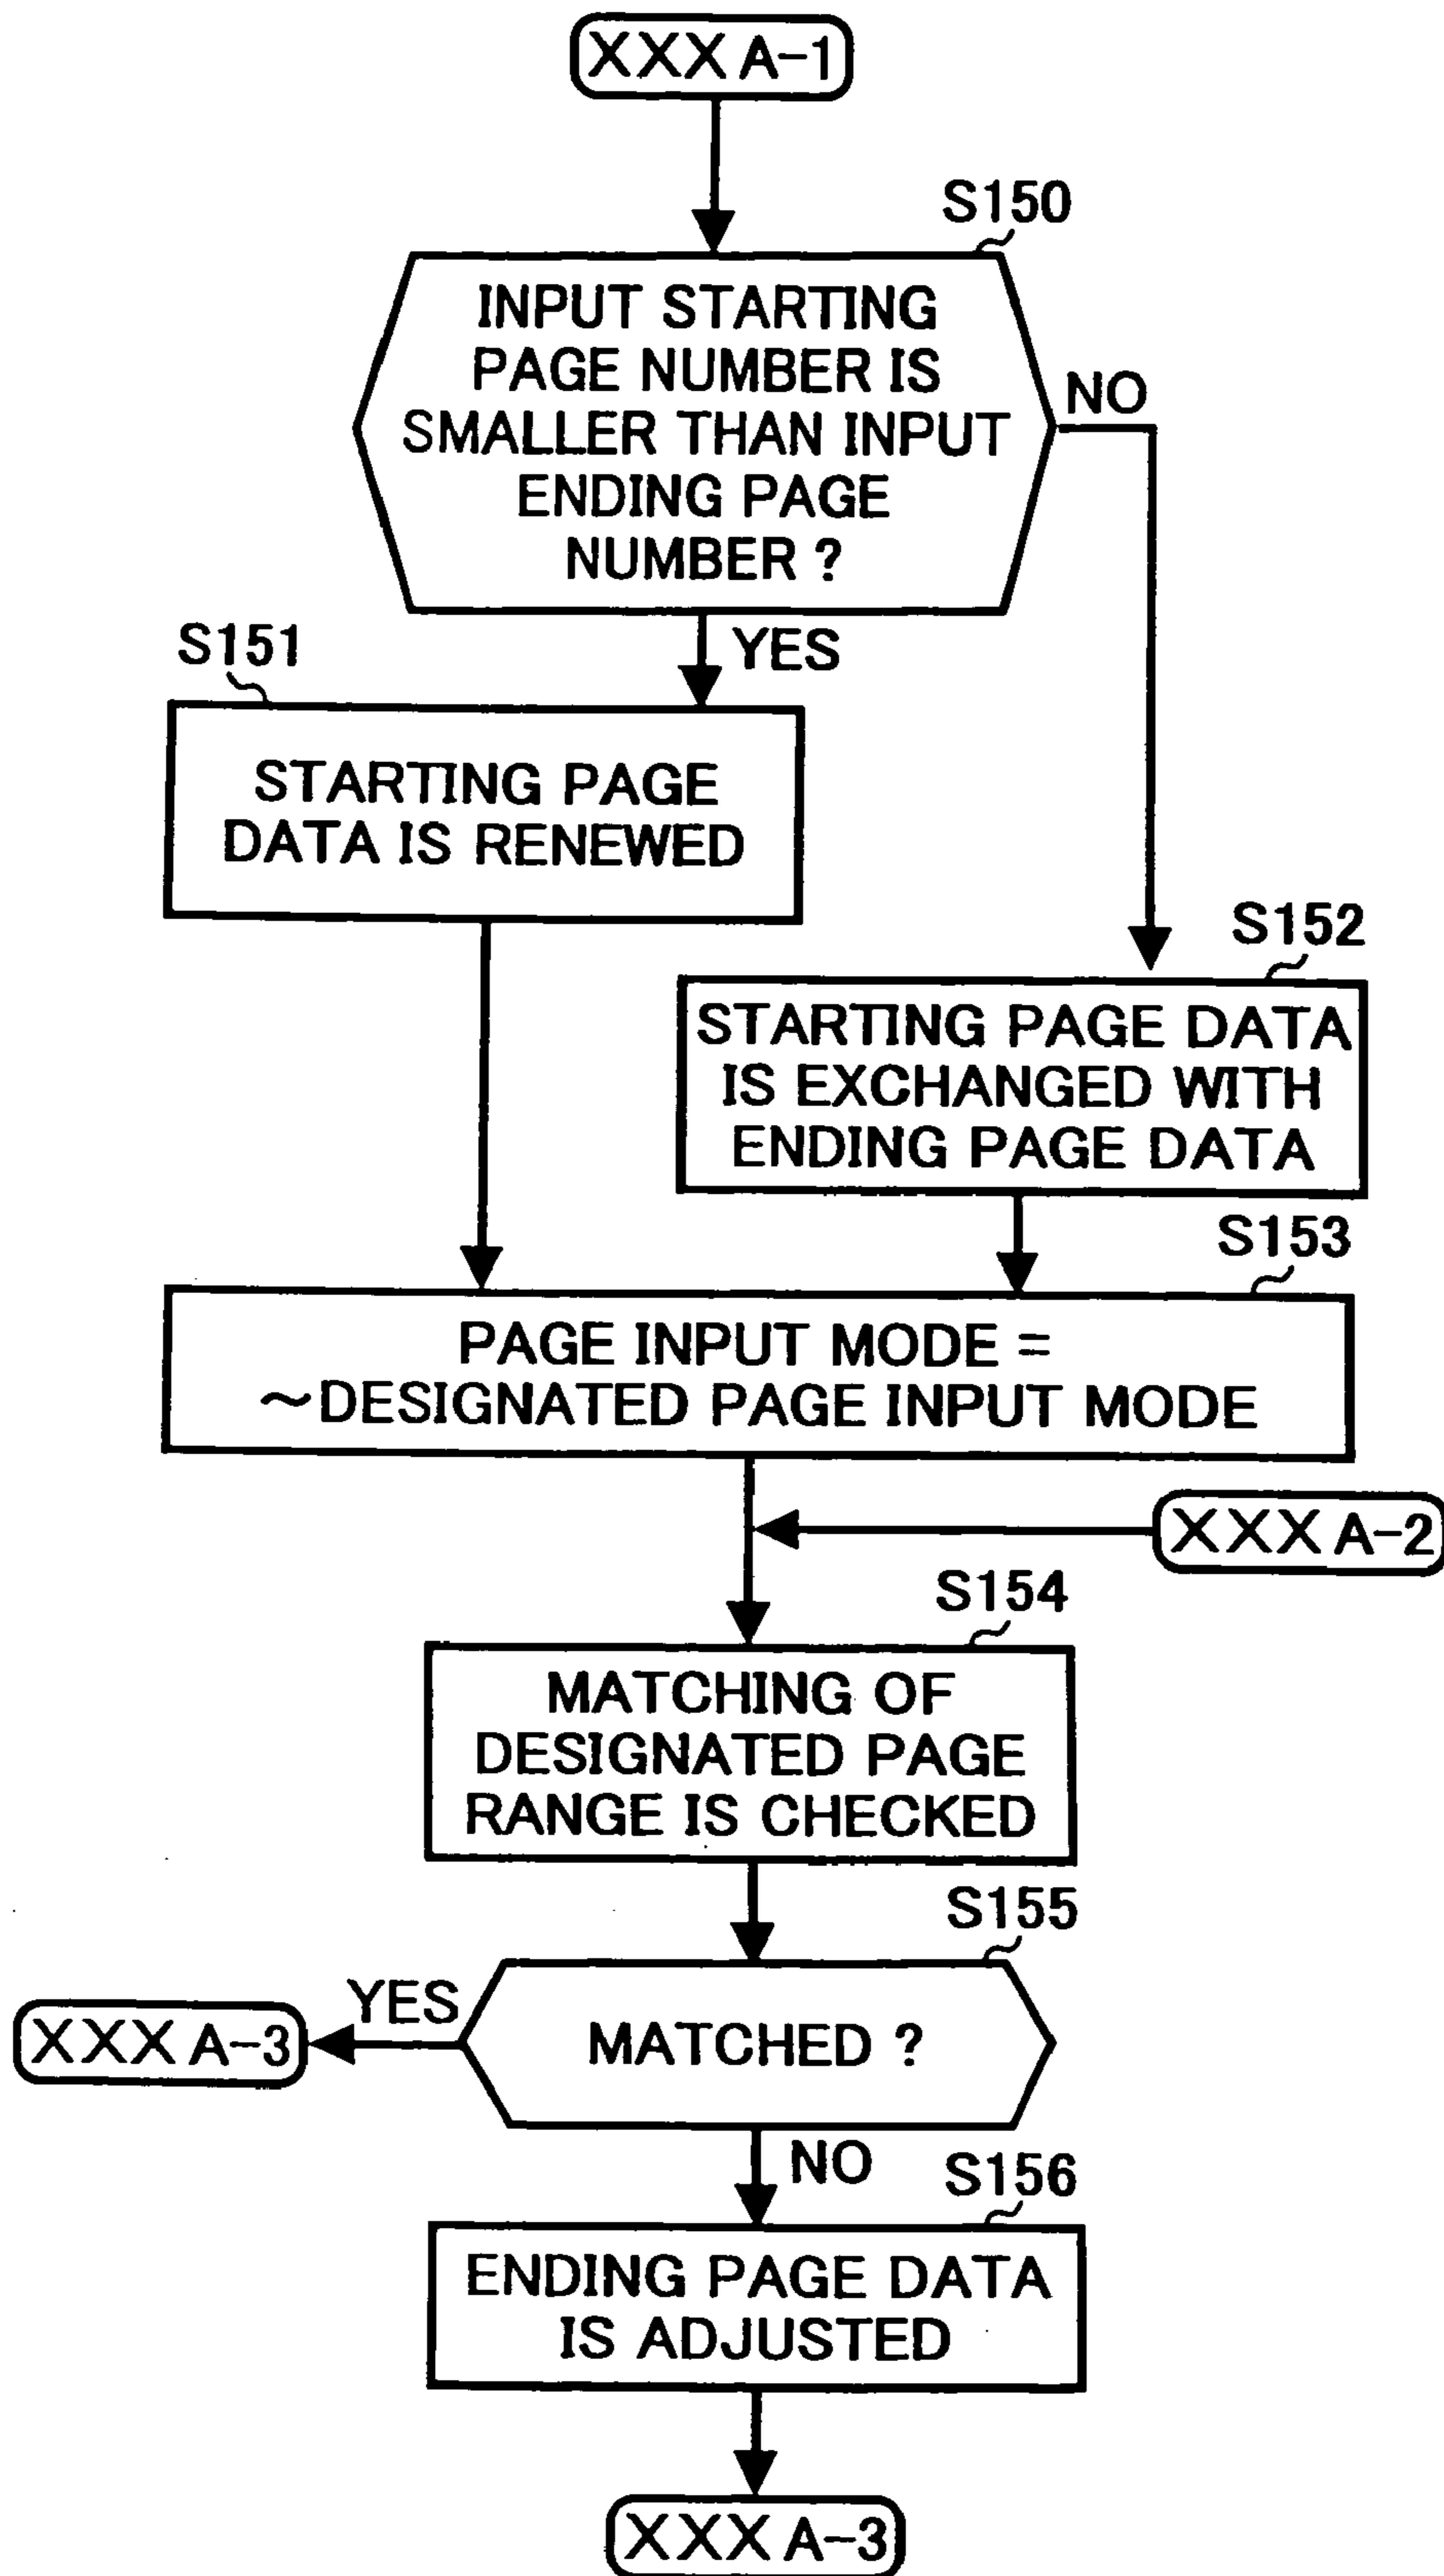 XXX A-1
S150
INPUT STARTING
PAGE NUMBER IS
SMALLER THAN INPUT
ENDING PAGE
NUMBER ?
NO
YES
S151
STARTING PAGE
DATA IS RENEWED
S152
STARTING PAGE DATA
IS EXCHANGED WITH
ENDING PAGE DATA
S153
PAGE INPUT MODE =
~DESIGNATED PAGE INPUT MODE
XXX A-2
S154
MATCHING OF
DESIGNATED PAGE
RANGE IS CHECKED
S155
YES
XXX A-3
MATCHED ?
NO
S156
ENDING PAGE DATA
IS ADJUSTED
XXX A-3